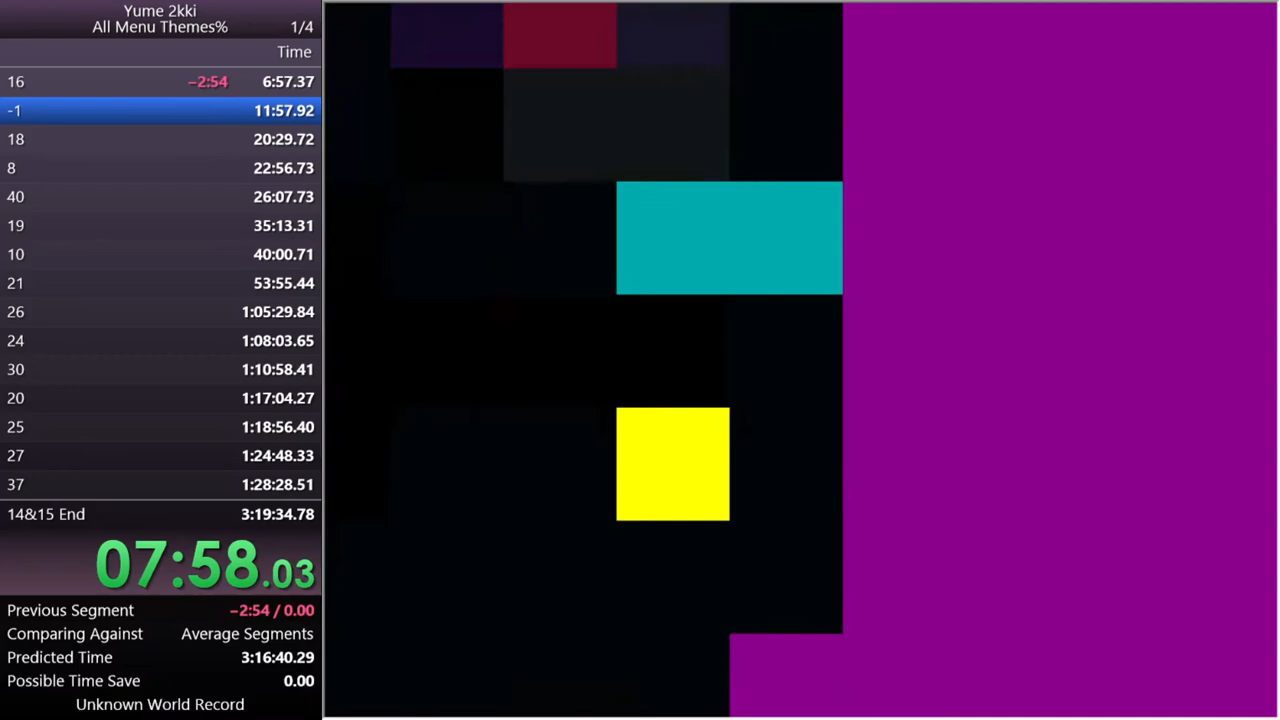 Yume 2kki
All Menu Themes% 1/4
Time
16 −2:54 6:57.37
-1 11:57.92
18 20:29.72
8 22:56.73
40 26:07.73
19 35:13.31
10 40:00.71
21 53:55.44
26 1:05:29.84
24 1:08:03.65
30 1:10:58.41
20 1:17:04.27
25 1:18:56.40
27 1:24:48.33
37 1:28:28.51
14&15 End 3:19:34.78
07:58.03
Previous Segment −2:54 / 0.00
Comparing Against Average Segments
Predicted Time 3:16:40.29
Possible Time Save 0.00
Unknown World Record